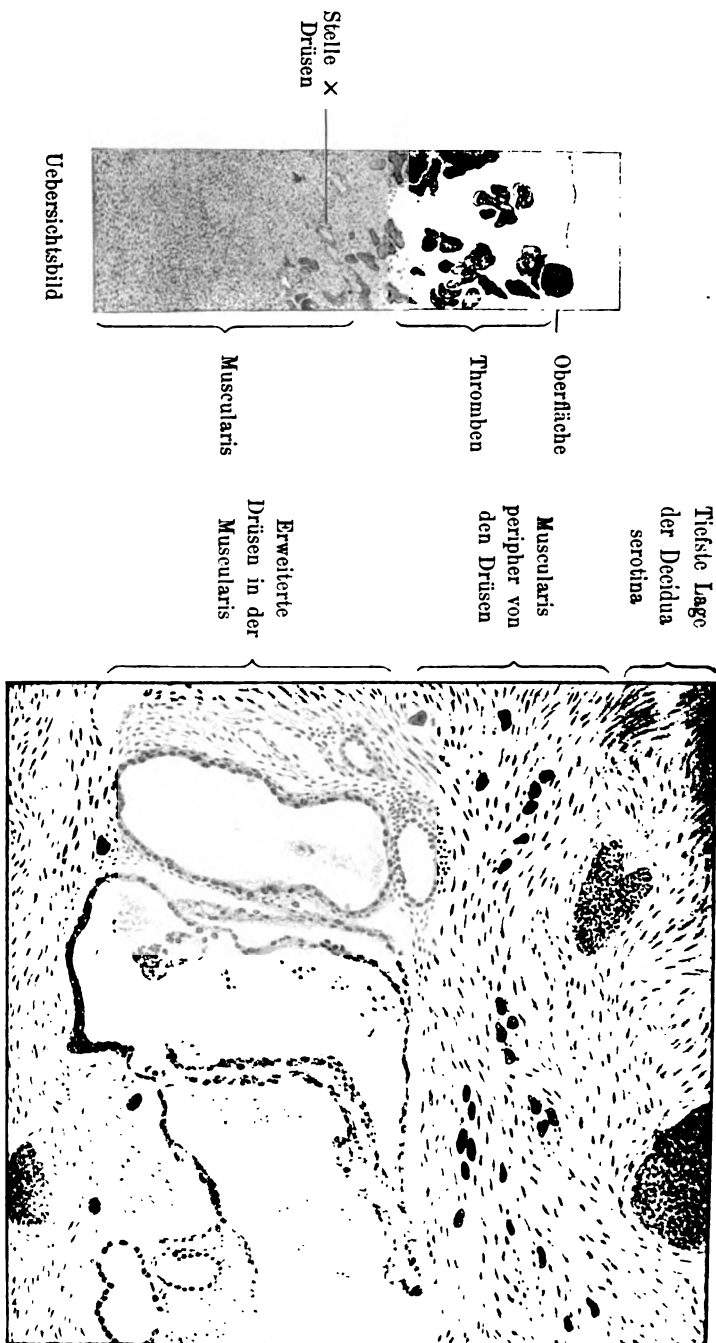 Stelle ×
Drüsen
Uebersichtsbild
Oberfläche
Thromben
Muscularis
Tiefste Lage
der Decidua
serotina
Muscularis
peripher von
den Drüsen
Erweiterte
Drüsen in der
Muscularis